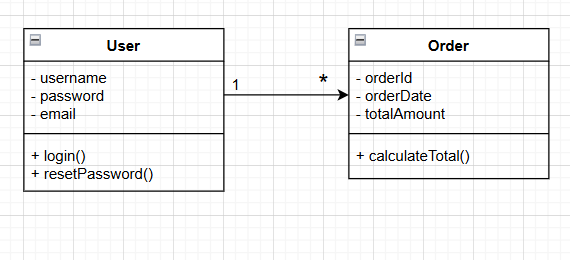 User
- username
- password
- email
+ login()
+ resetPassword()
1
*
Order
- orderId
- orderDate
- totalAmount
+ calculateTotal()